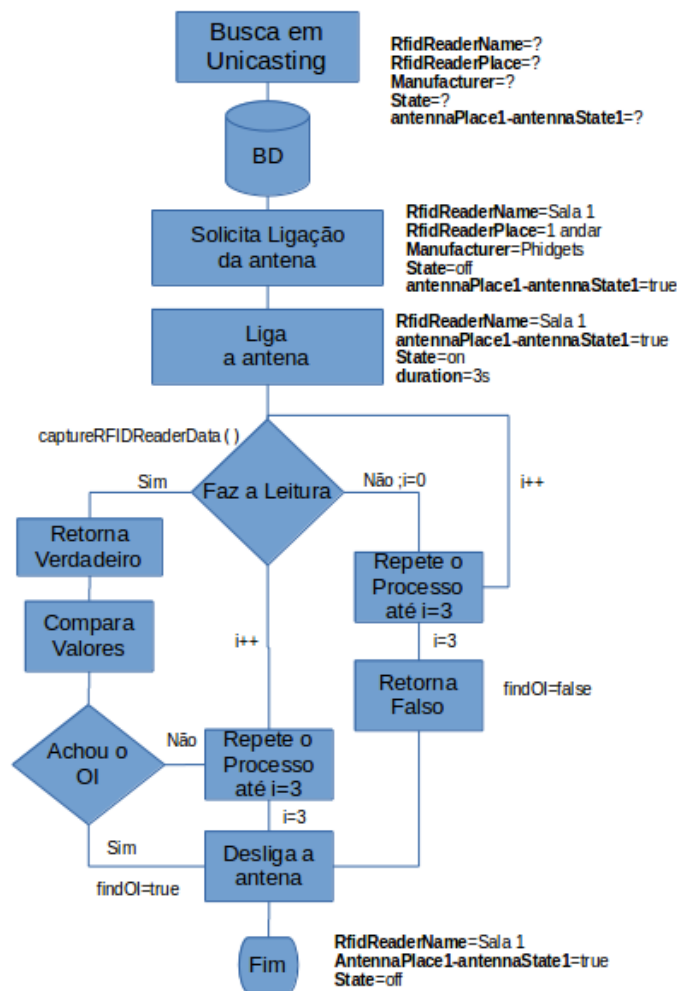 Busca em
Unicasting
RfidReaderName=?
RfidReaderPlace=?
Manufacturer=?
State=?
antennaPlace1-antennaState1=?
BD
Solicita Ligação
da antena
RfidReaderName=Sala 1
RfidReaderPlace=1 andar
Manufacturer=Phidgets
State=off
antennaPlace1-antennaState1=true
Liga
a antena
RfidReaderName=Sala 1
antennaPlace1-antennaState1=true
State=on
duration=3s
captureRFIDReaderData( )
Faz a Leitura
Sim
Não ;i=0
i++
Retorna
Verdadeiro
Repete o
Processo
até i=3
Compara
Valores
i++
i=3
Retorna
Falso
findOI=false
Achou o
OI
Não
Repete o
Processo
até i=3
i=3
Sim
Desliga a
antena
findOI=true
Fim
RfidReaderName=Sala 1
AntennaPlace1-antennaState1=true
State=off